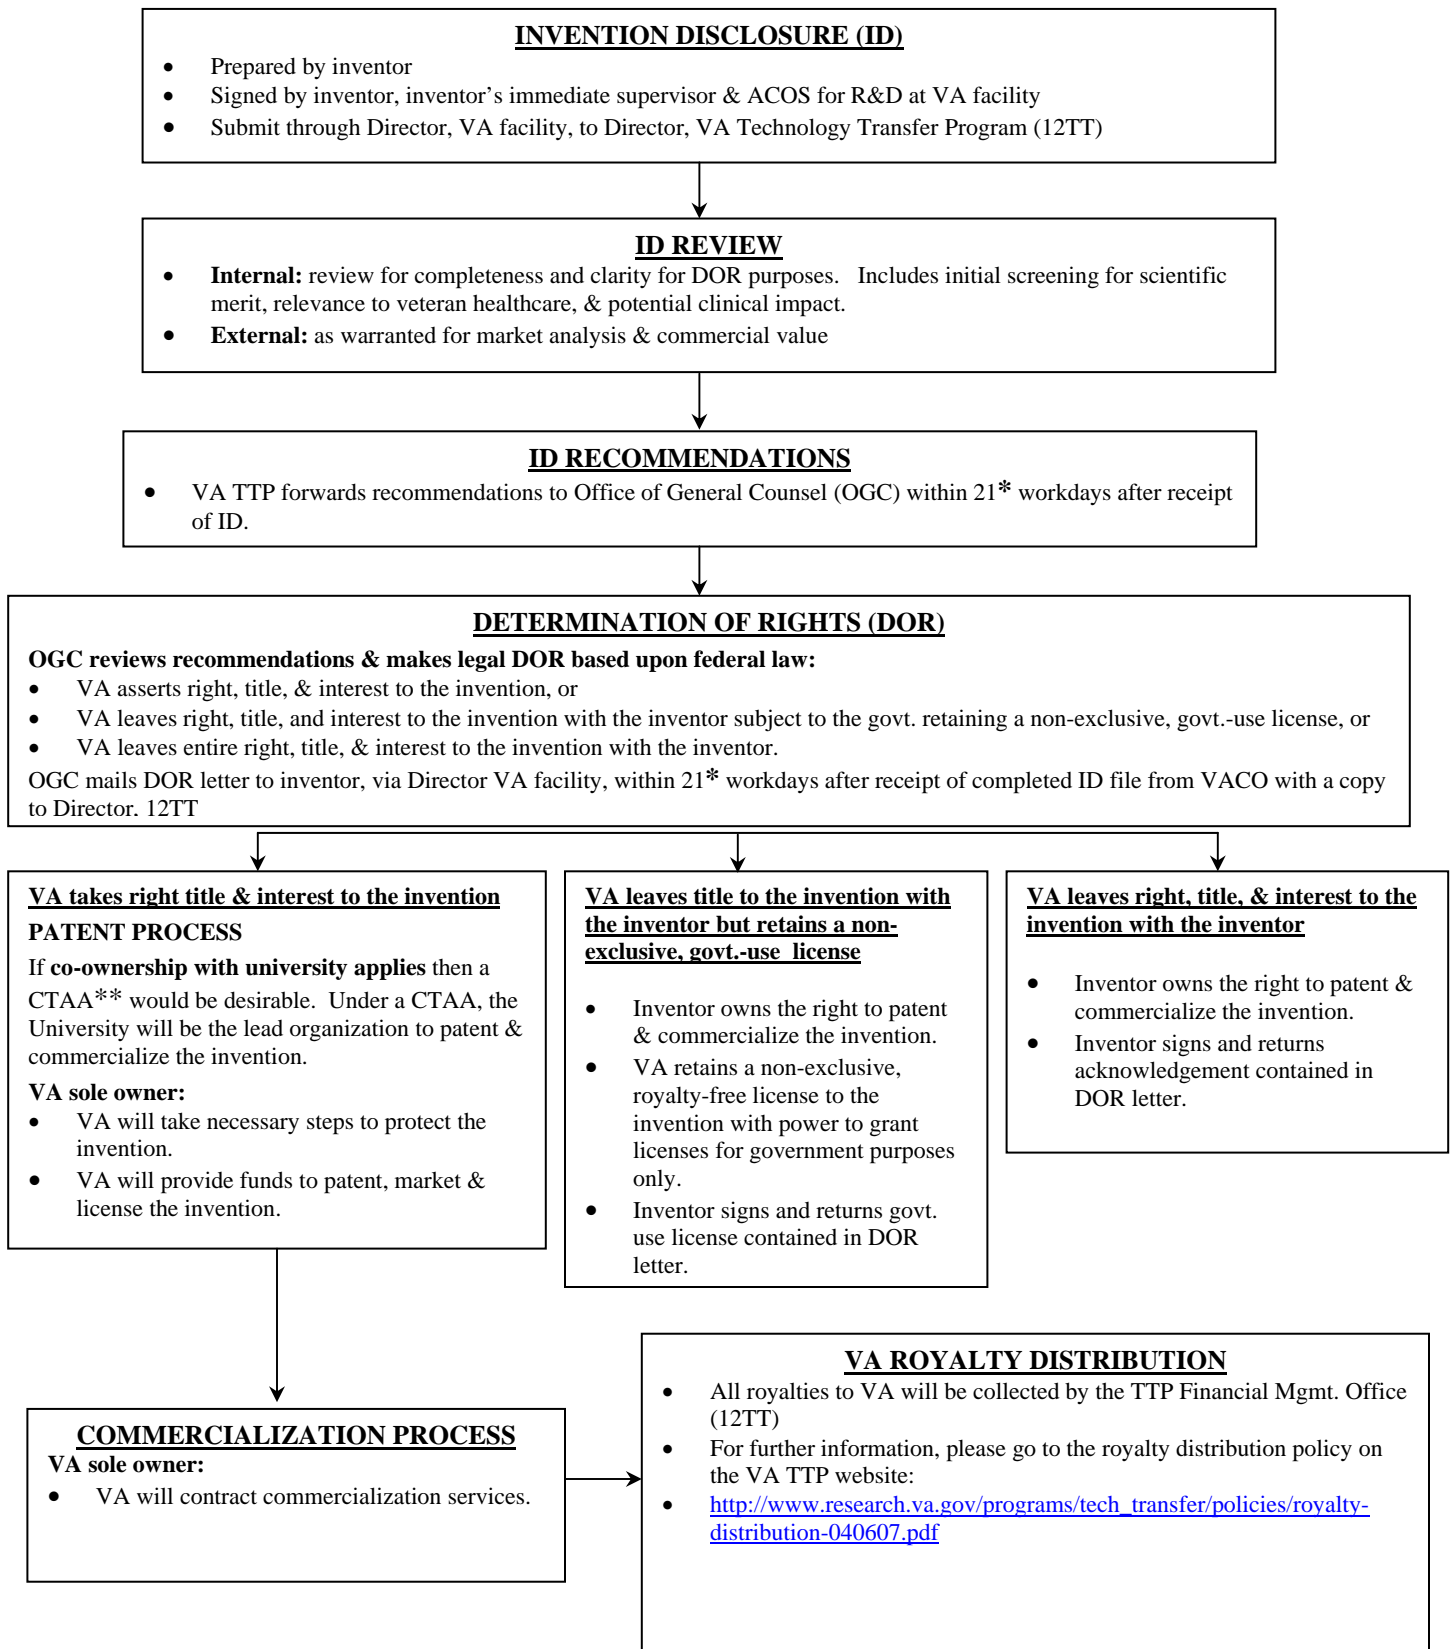 INVENTION DISCLOSURE (ID)
• Prepared by inventor
• Signed by inventor, inventor’s immediate supervisor & ACOS for R&D at VA facility
• Submit through Director, VA facility, to Director, VA Technology Transfer Program (12TT)
ID REVIEW
• Internal: review for completeness and clarity for DOR purposes. Includes initial screening for scientific
merit, relevance to veteran healthcare, & potential clinical impact.
• External: as warranted for market analysis & commercial value
ID RECOMMENDATIONS
• VA TTP forwards recommendations to Office of General Counsel (OGC) within 21* workdays after receipt
of ID.
DETERMINATION OF RIGHTS (DOR)
OGC reviews recommendations & makes legal DOR based upon federal law:
• VA asserts right, title, & interest to the invention, or
• VA leaves right, title, and interest to the invention with the inventor subject to the govt. retaining a non-exclusive, govt.-use license, or
• VA leaves entire right, title, & interest to the invention with the inventor.
OGC mails DOR letter to inventor, via Director VA facility, within 21* workdays after receipt of completed ID file from VACO with a copy
to Director. 12TT
VA takes right title & interest to the invention
PATENT PROCESS
If co-ownership with university applies then a
CTAA** would be desirable. Under a CTAA, the
University will be the lead organization to patent &
commercialize the invention.
VA sole owner:
• VA will take necessary steps to protect the
invention.
• VA will provide funds to patent, market &
license the invention.
VA leaves title to the invention with
the inventor but retains a non-
exclusive, govt.-use license
• Inventor owns the right to patent
& commercialize the invention.
• VA retains a non-exclusive,
royalty-free license to the
invention with power to grant
licenses for government purposes
only.
• Inventor signs and returns govt.
use license contained in DOR
letter.
VA leaves right, title, & interest to the
invention with the inventor
• Inventor owns the right to patent &
commercialize the invention.
• Inventor signs and returns
acknowledgement contained in
DOR letter.
COMMERCIALIZATION PROCESS
VA sole owner:
• VA will contract commercialization services.
VA ROYALTY DISTRIBUTION
• All royalties to VA will be collected by the TTP Financial Mgmt. Office
(12TT)
• For further information, please go to the royalty distribution policy on
the VA TTP website:
• http://www.research.va.gov/programs/tech_transfer/policies/royalty-
distribution-040607.pdf